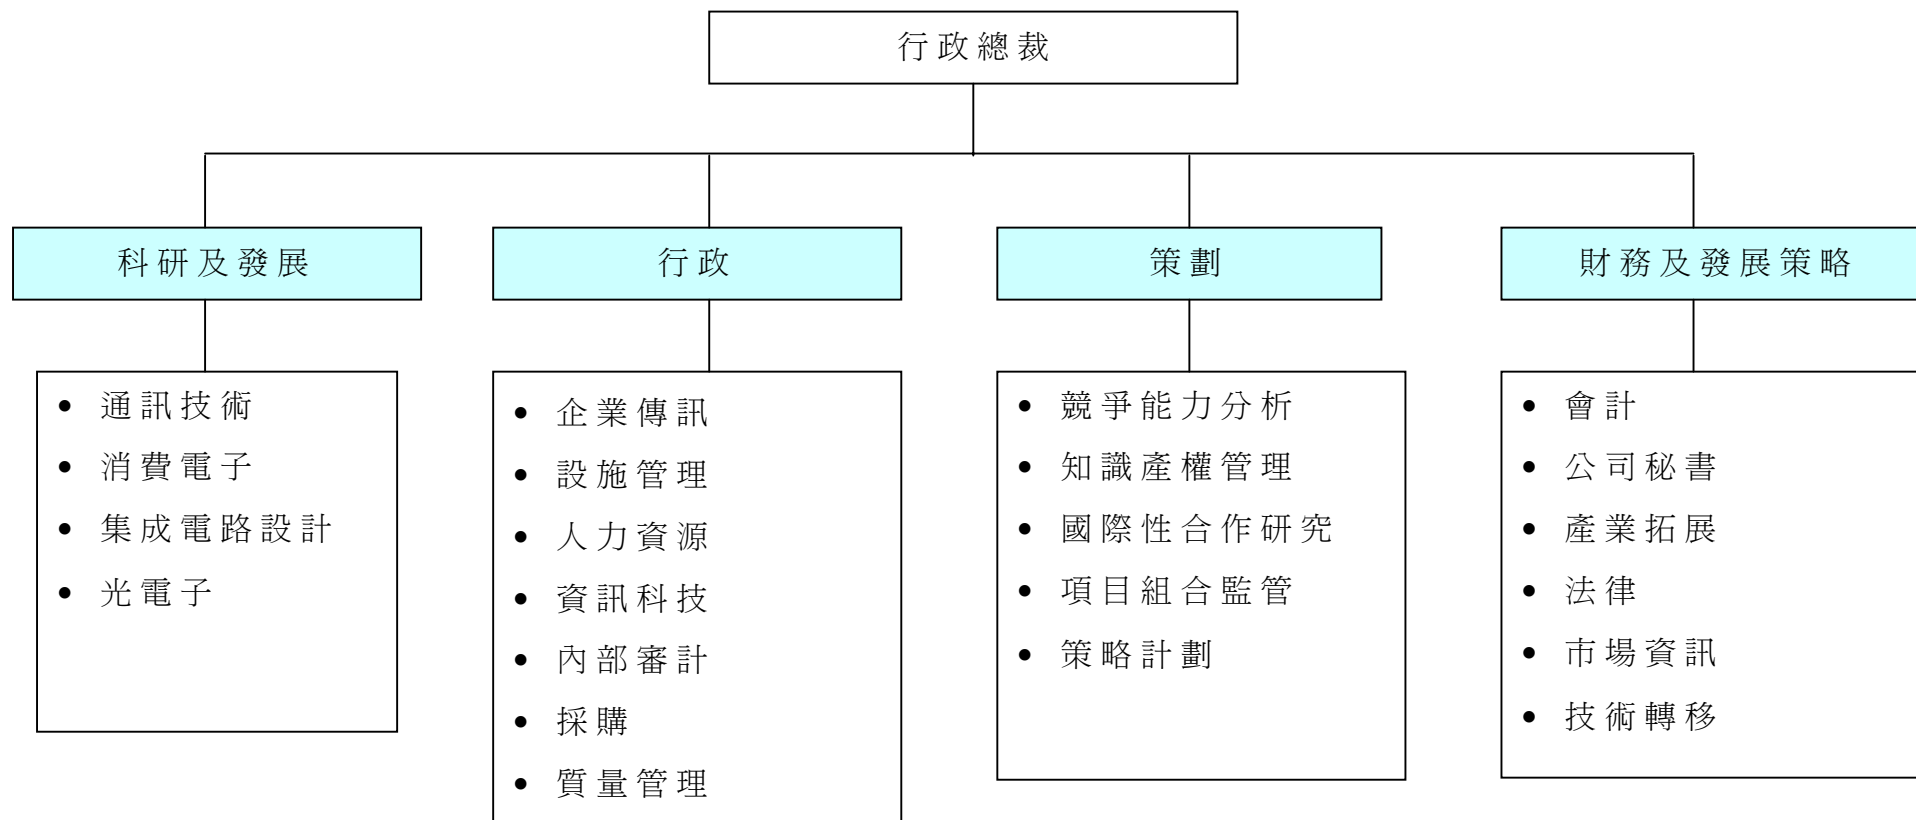 行政總裁
科研及發展
行政
策劃
財務及發展策略
• 通訊技術
• 消費電子
• 集成電路設計
• 光電子
• 企業傳訊
• 設施管理
• 人力資源
• 資訊科技
• 內部審計
• 採購
• 質量管理
• 競爭能力分析
• 知識產權管理
• 國際性合作研究
• 項目組合監管
• 策略計劃
• 會計
• 公司秘書
• 產業拓展
• 法律
• 市場資訊
• 技術轉移